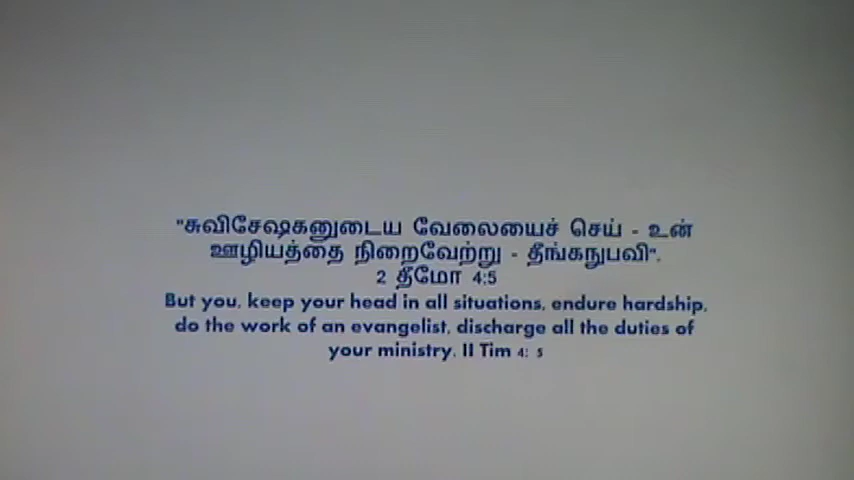 "சுவிசேஷகனுடைய வேலையைச் செய் - உன்
ஊழியத்தை நிறைவேற்று - தீங்கநுபவி".
2 தீமோ 4:5
But you, keep your head in all situations, endure hardship,
do the work of an evangelist, discharge all the duties of
your ministry. II Tim 4: 5